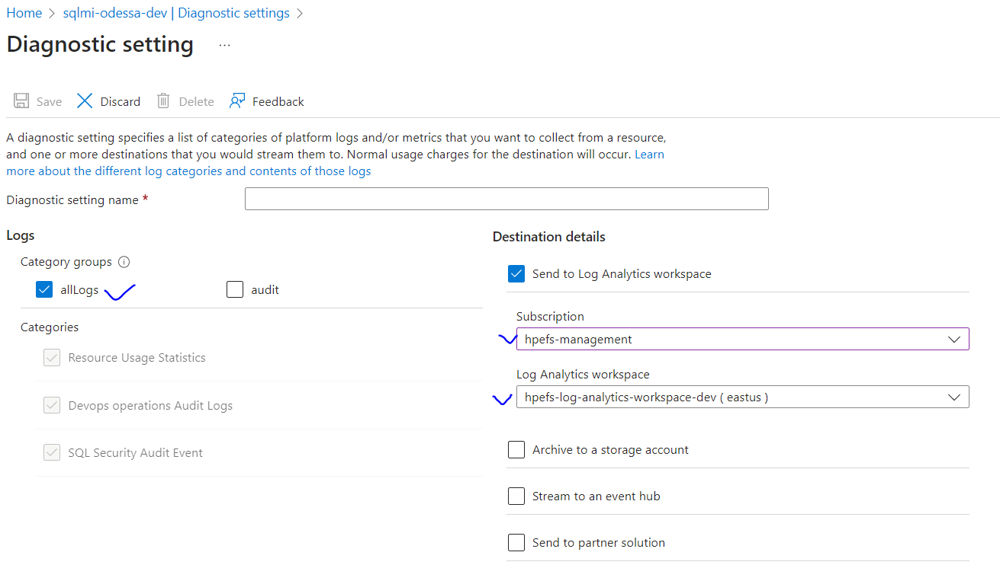 Home > sqlmi-odessa-dev | Diagnostic settings >
Diagnostic setting ...
Save Discard Delete Feedback
A diagnostic setting specifies a list of categories of platform logs and/or metrics that you want to collect from a resource,
and one or more destinations that you would stream them to. Normal usage charges for the destination will occur. Learn
more about the different log categories and contents of those logs
Diagnostic setting name *
Logs
Category groups
allLogs audit
Categories
Resource Usage Statistics
Devops operations Audit Logs
SQL Security Audit Event
Destination details
Send to Log Analytics workspace
Subscription
hpefs-management
Log Analytics workspace
hpefs-log-analytics-workspace-dev ( eastus )
Archive to a storage account
Stream to an event hub
Send to partner solution